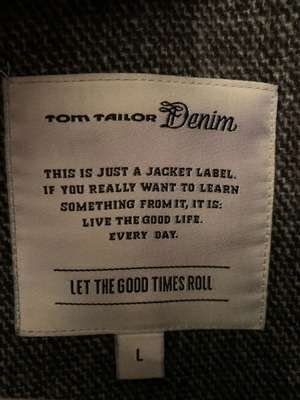 TOM TAILOR Denim
THIS IS JUST A JACKET LABEL.
IF YOU REALLY WANT TO LEARN
SOMETHING FROM IT, IT IS:
LIVE THE GOOD LIFE.
EVERY DAY.
LET THE GOOD TIMES ROLL
L